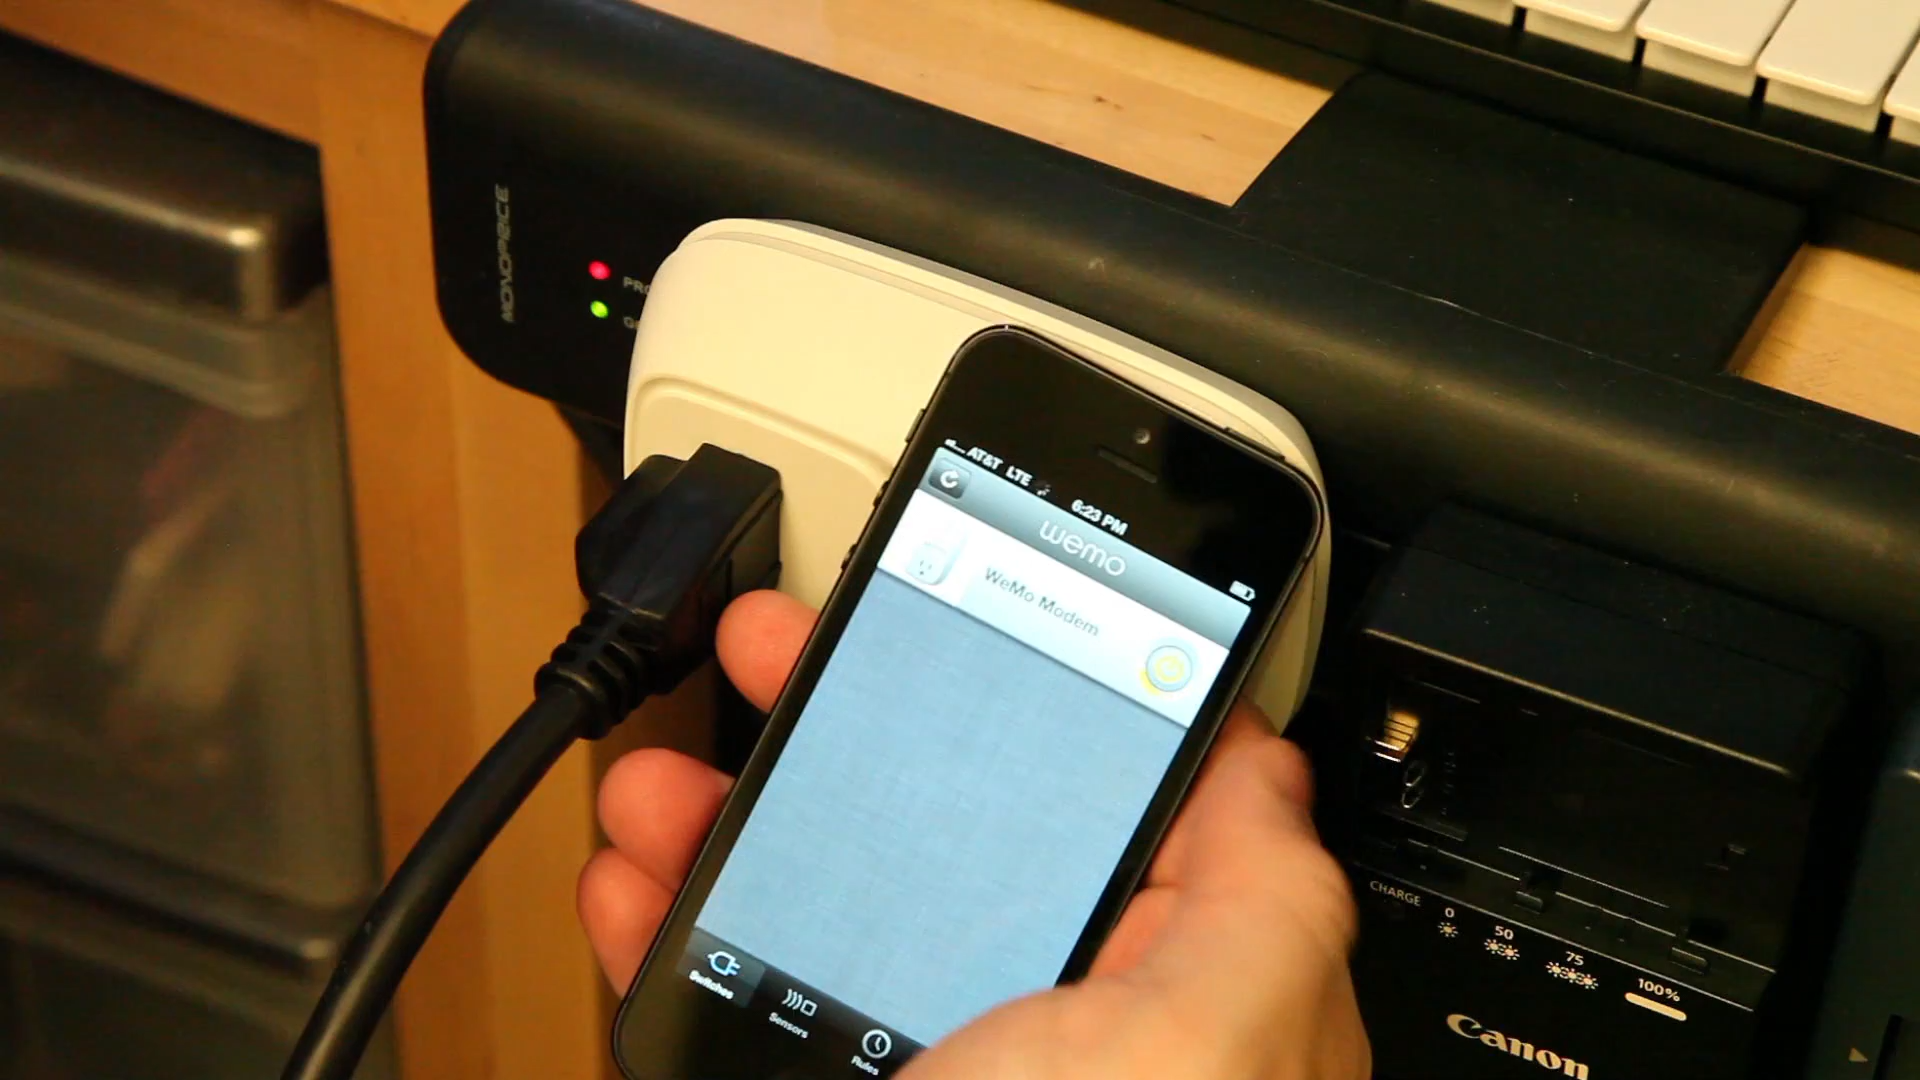 MONOPRICE
AT&T LTE
6:23 PM
wemo
WeMo Modem
Switches
Sensors
Rules
CHARGE
0
50
75
100%
Canon